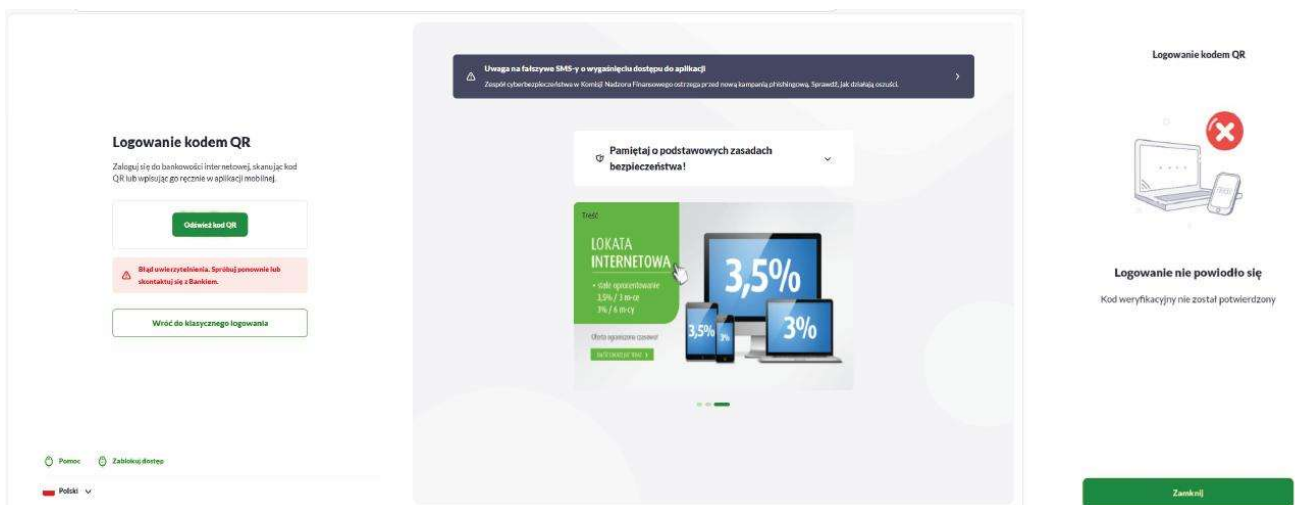 Logowanie kodem QR
Zaloguj się do bankowości internetowej, skanując kod
QR lub wpisując go ręcznie w aplikacji mobilnej.
Odśwież kod QR
Błąd uwierzytelnienia. Spróbuj ponownie lub
skontaktuj się z Bankiem.
Wróć do klasycznego logowania
Pomoc
Zablokuj dostęp
Polski
Uwaga na fałszywe SMS-y o wygaśnięciu dostępu do aplikacji
Zespół cyberbezpieczeństwa w Komisji Nadzoru Finansowego ostrzega przed nową kampanią phishingową. Sprawdź, jak działają oszuści.
Pamiętaj o podstawowych zasadach
bezpieczeństwa!
Treść
LOKATA
INTERNETOWA
• stałe oprocentowanie
3,5% / 3 m-ce
3% / 6 m-cy
Oferta ograniczona czasowo!
3,5%
3,5%
3%
3%
Logowanie kodem QR
Logowanie nie powiodło się
Kod weryfikacyjny nie został potwierdzony
Zamknij